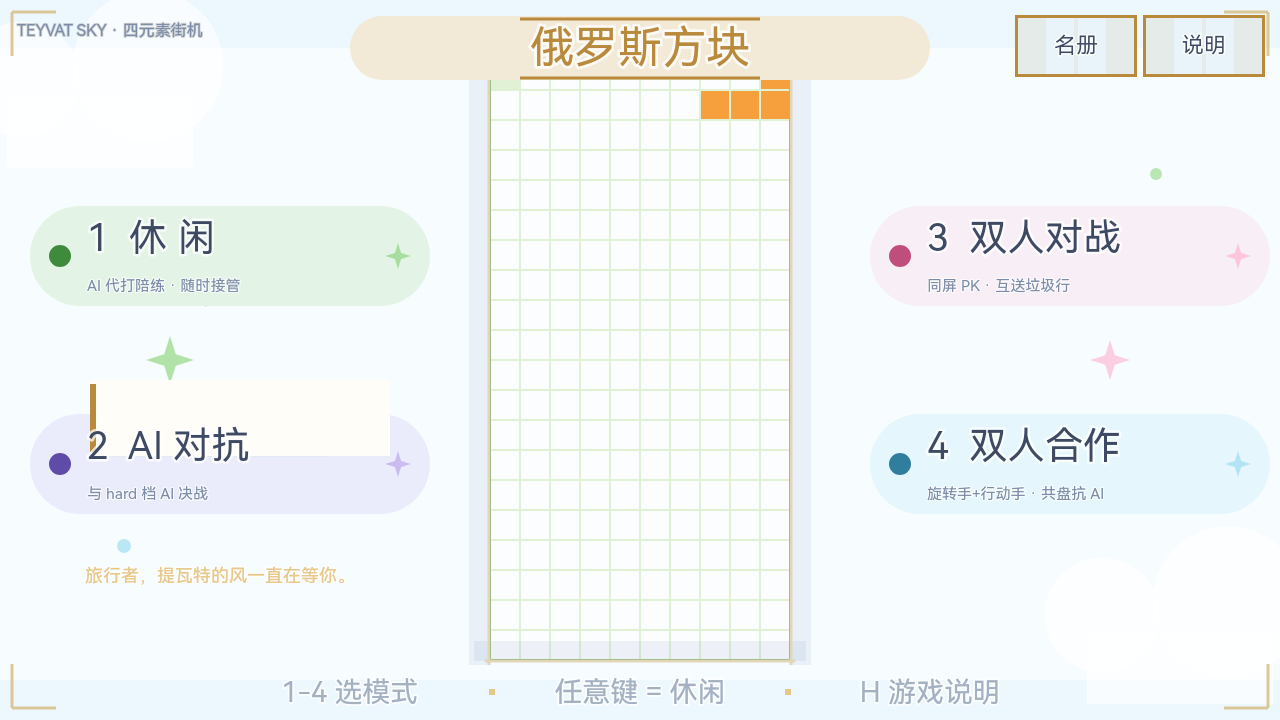 TEYVAT SKY · 四元素街机
俄罗斯方块
名册
说明
1 休 闲
AI 代打陪练 · 随时接管
2 AI 对抗
与 hard 档 AI 决战
旅行者，提瓦特的风一直在等你。
3 双人对战
同屏 PK · 互送垃圾行
4 双人合作
旋转手+行动手 · 共盘抗 AI
1-4 选模式
任意键 = 休闲
H 游戏说明